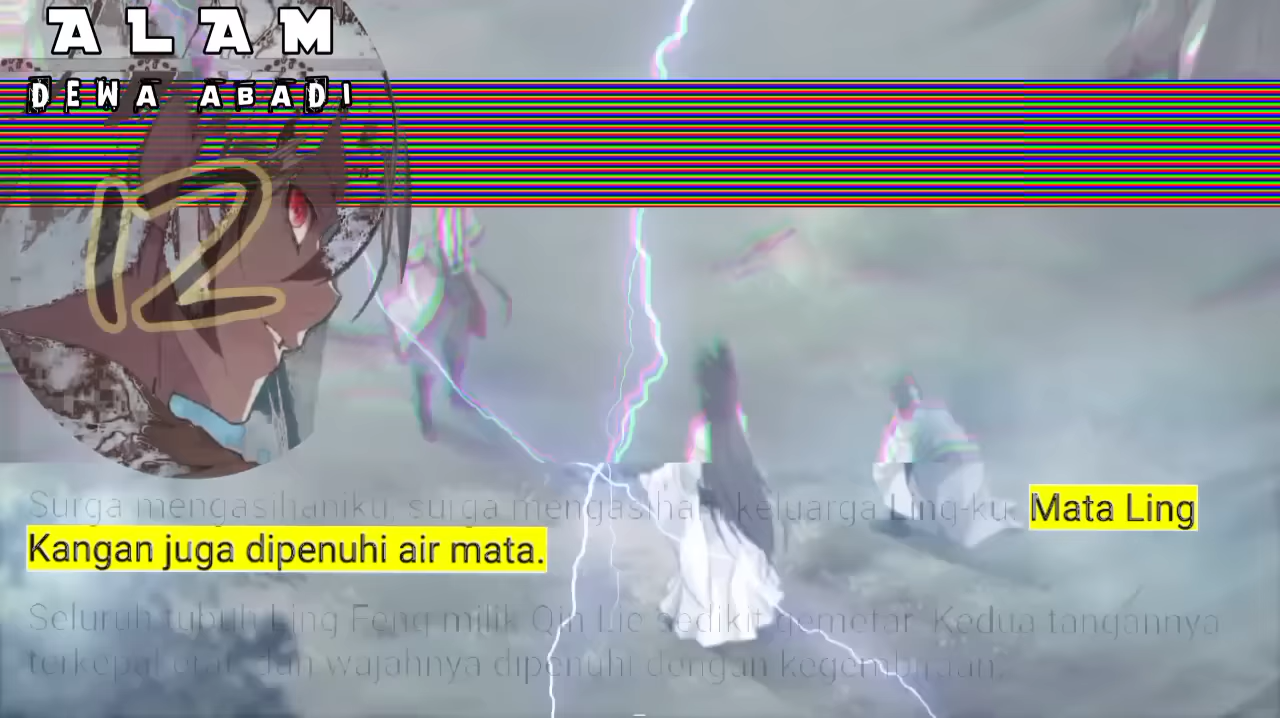 ALAM
DEWA ABADI
12
Surga mengasihaniku, surga mengasihani keluarga Ling-ku. Mata Ling
Kangan juga dipenuhi air mata.
Seluruh tubuh Ling Feng milik Qin Lie sedikit gemetar. Kedua tangannya
terkepal erat, dan wajahnya dipenuhi dengan kegembiraan.